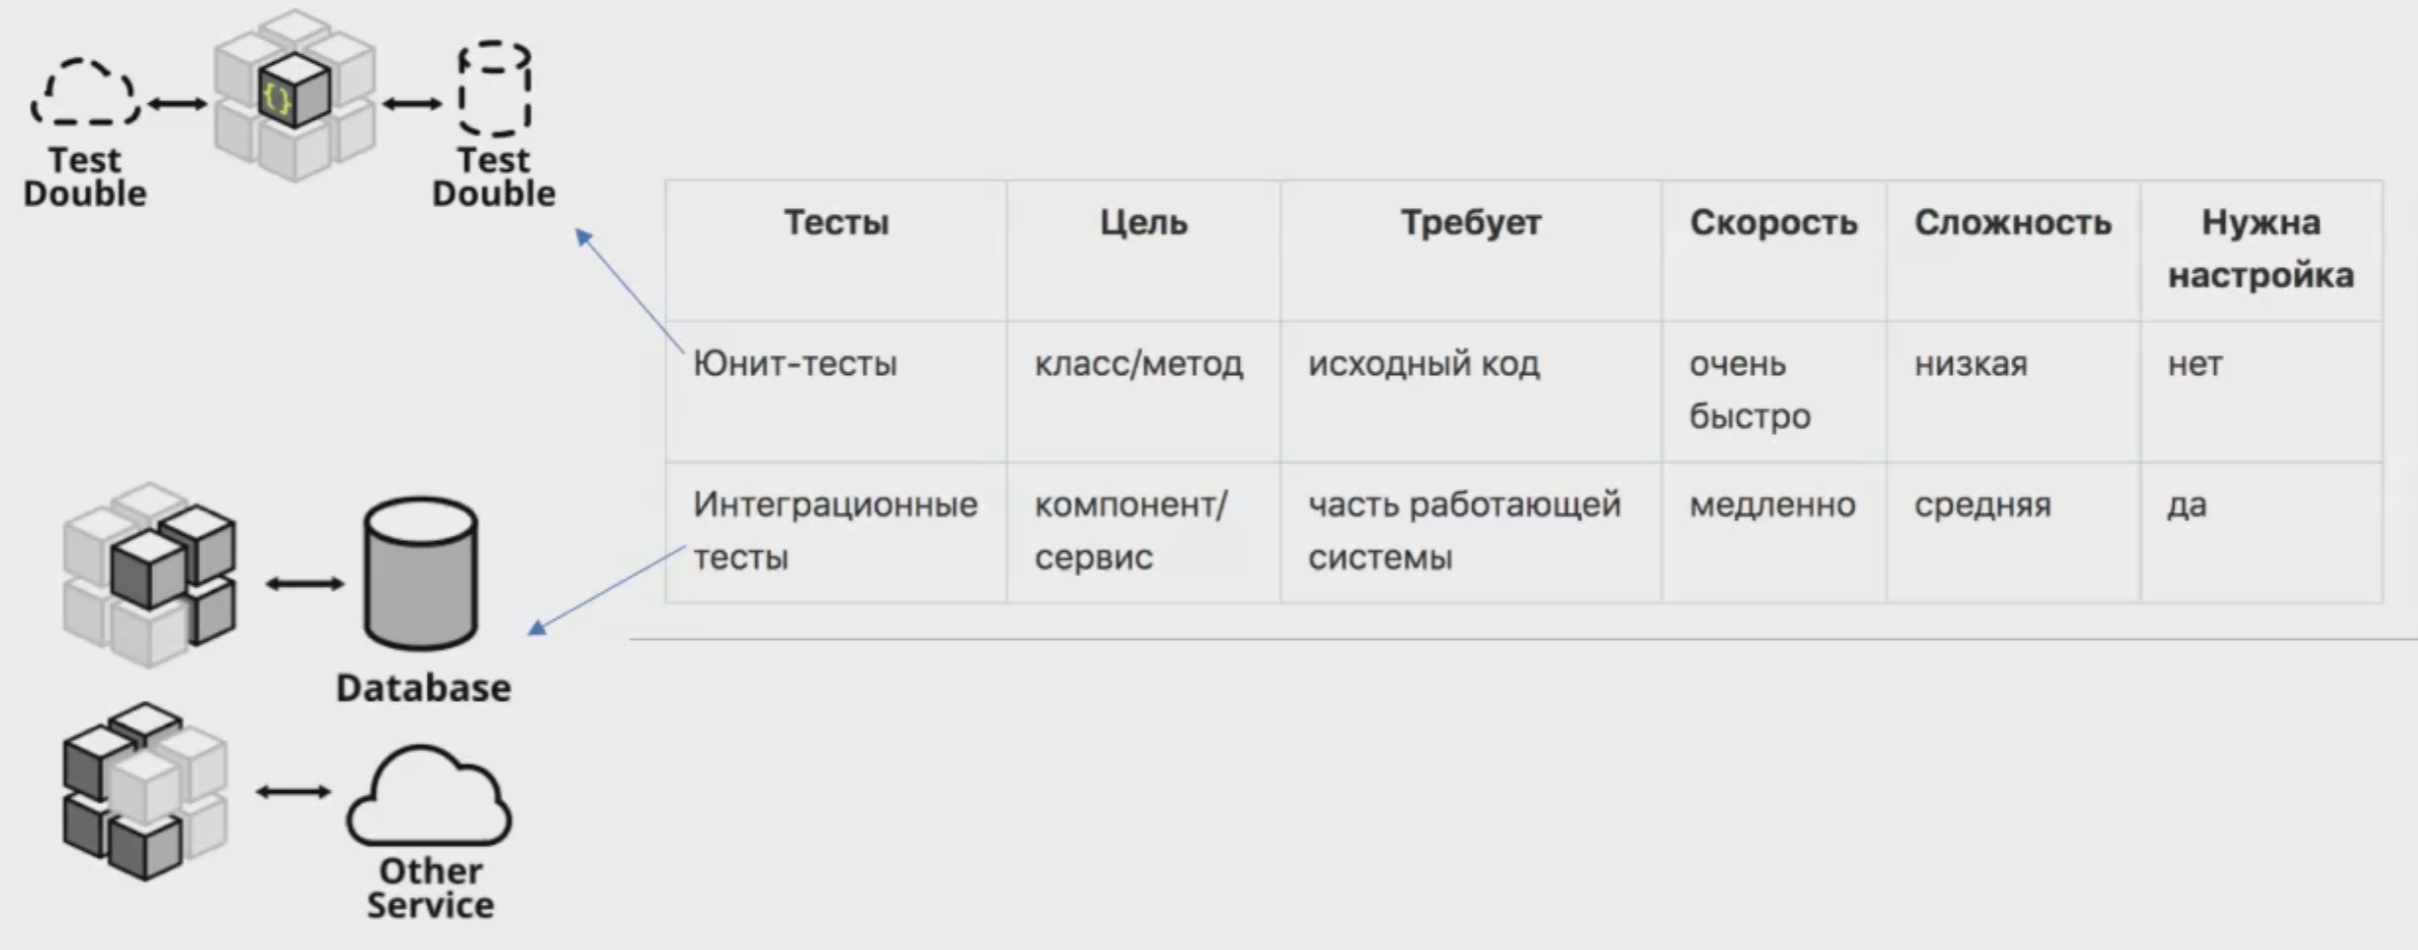 {}
Test
Double
Test
Double
Тесты
Цель
Требует
Скорость
Сложность
Нужна
настройка
Юнит-тесты
класс/метод
исходный код
очень
быстро
низкая
нет
Интеграционные
тесты
компонент/
сервис
часть работающей
системы
медленно
средняя
да
Database
Other
Service